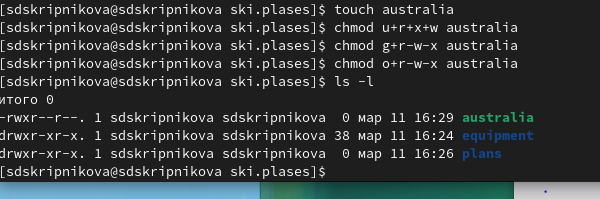 [sdskripnikova@sdskripnikova ski.plases]$ touch australia
[sdskripnikova@sdskripnikova ski.plases]$ chmod u+r+x+w australia
[sdskripnikova@sdskripnikova ski.plases]$ chmod g+r-w-x australia
[sdskripnikova@sdskripnikova ski.plases]$ chmod o+r-w-x australia
[sdskripnikova@sdskripnikova ski.plases]$ ls -l
итого 0
-rwxr--r--. 1 sdskripnikova sdskripnikova  0 мар 11 16:29 australia
drwxr-xr-x. 1 sdskripnikova sdskripnikova 38 мар 11 16:24 equipment
drwxr-xr-x. 1 sdskripnikova sdskripnikova  0 мар 11 16:26 plans
[sdskripnikova@sdskripnikova ski.plases]$